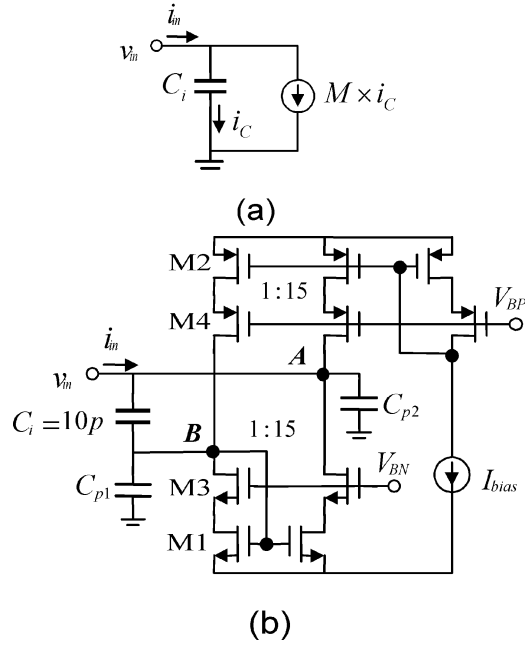 i_in
v_in
C_i
i_C
M × i_C
(a)
M2
1:15
M4
V_BP
i_in
A
v_in
C_i = 10p
C_p2
B
1:15
V_BN
C_p1
M3
I_bias
M1
(b)